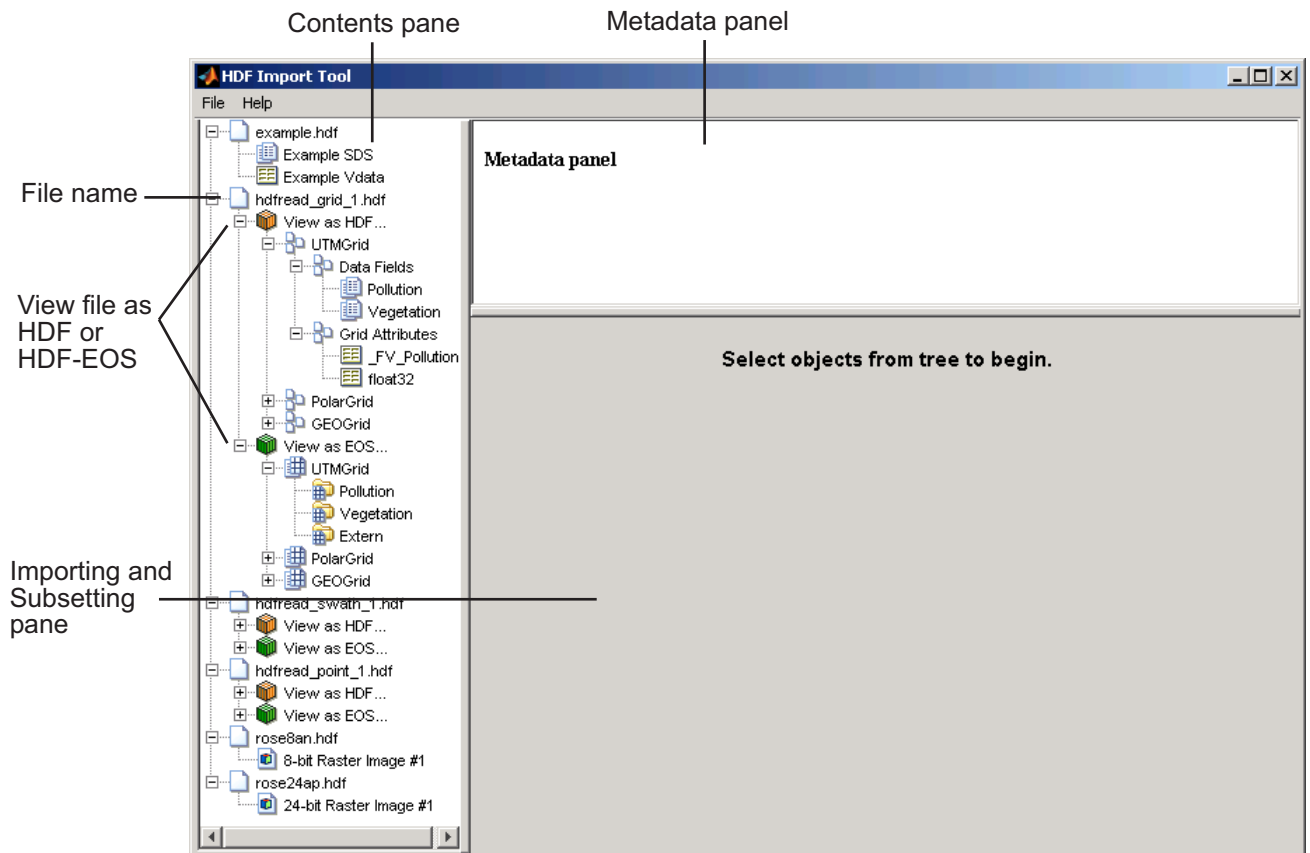 Contents pane
Metadata panel
HDF Import Tool
File Help
example.hdf
Example SDS
Example Vdata
Metadata panel
File name
hdfread_grid_1.hdf
View as HDF...
UTMGrid
Data Fields
Pollution
Vegetation
View file as
HDF or
HDF-EOS
Grid Attributes
_FV_Pollution
float32
Select objects from tree to begin.
PolarGrid
GEOGrid
View as EOS...
UTMGrid
Pollution
Vegetation
Extern
PolarGrid
GEOGrid
Importing and
Subsetting
pane
hdfread_swath_1.hdf
View as HDF...
View as EOS...
hdfread_point_1.hdf
View as HDF...
View as EOS...
rose8an.hdf
8-bit Raster Image #1
rose24ap.hdf
24-bit Raster Image #1